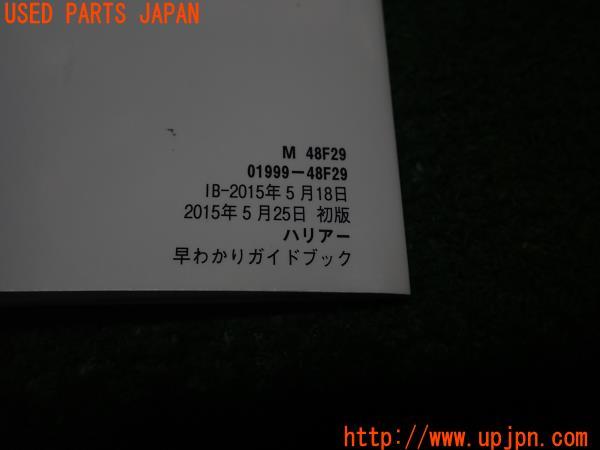 USED PARTS JAPAN
M 48F29
01999-48F29
IB-2015年5月18日
2015年5月25日 初版
ハリアー
早わかりガイドブック
http://www.upjpn.com